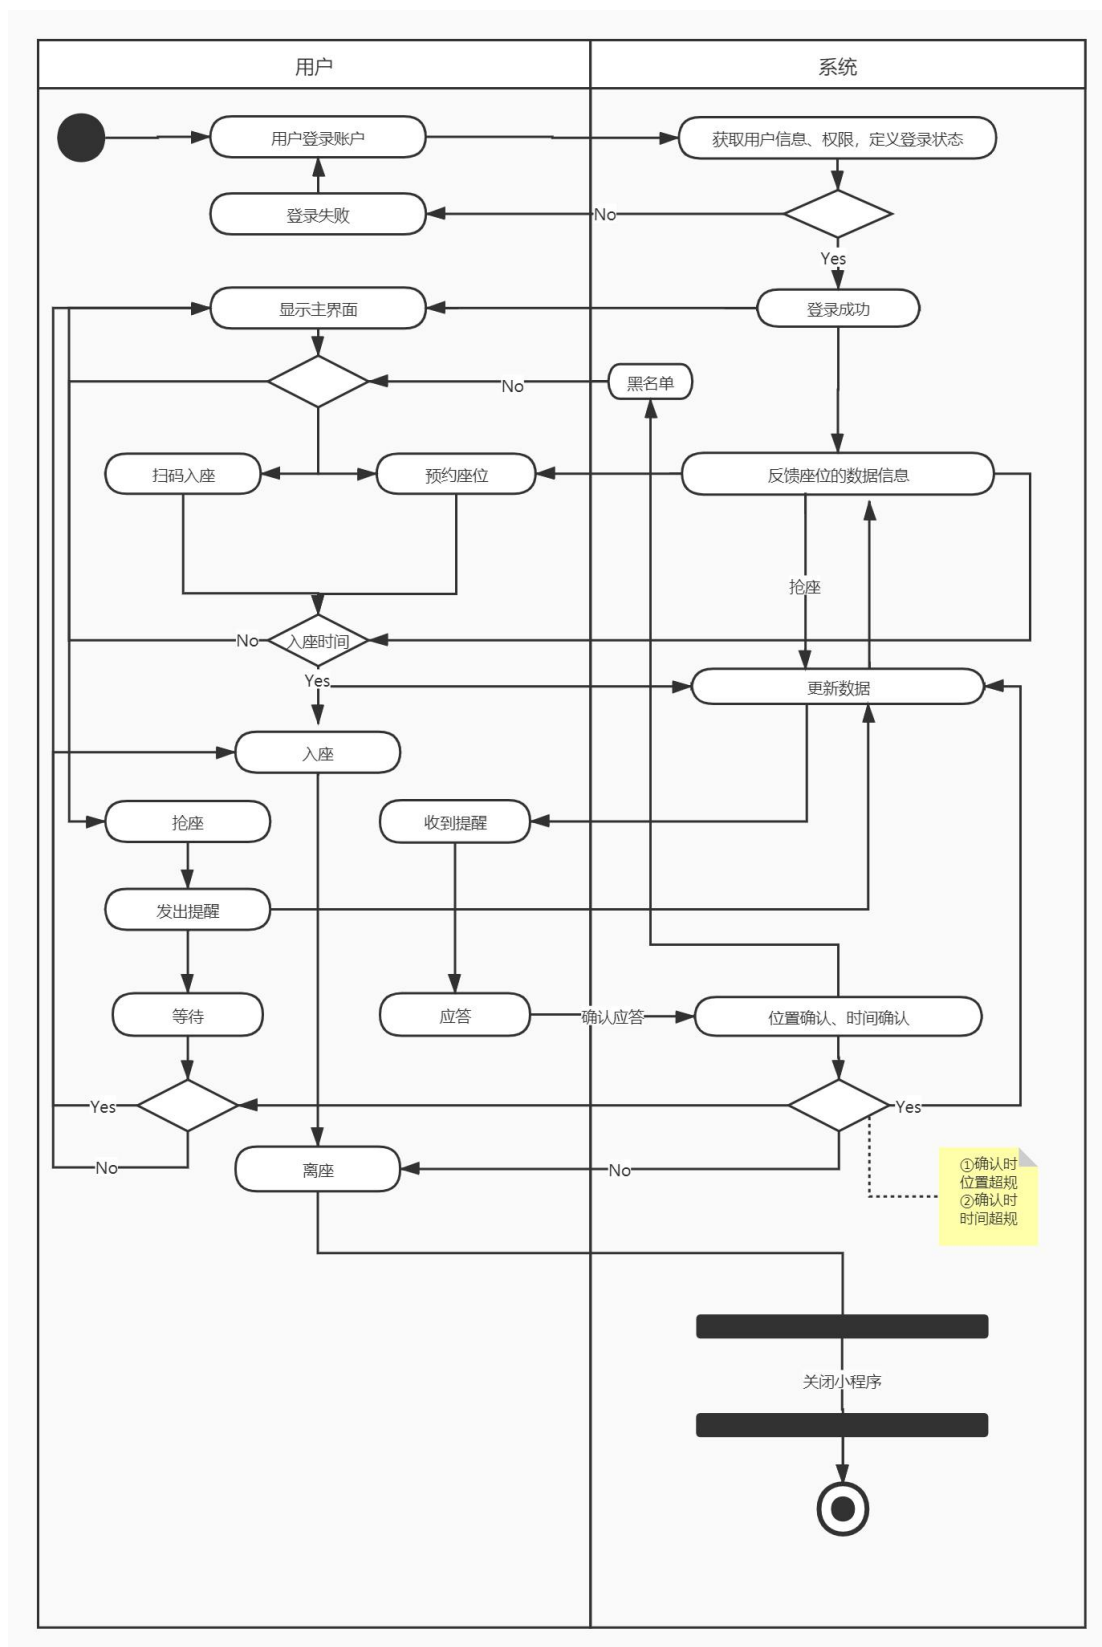 用户
系统
用户登录账户
获取用户信息、权限，定义登录状态
登录失败
No
Yes
显示主界面
登录成功
No
黑名单
扫码入座
预约座位
反馈座位的数据信息
抢座
No
入座时间
Yes
更新数据
入座
抢座
收到提醒
发出提醒
等待
应答
确认应答
位置确认、时间确认
Yes
Yes
No
离座
No
①确认时
位置超规
②确认时
时间超规
关闭小程序